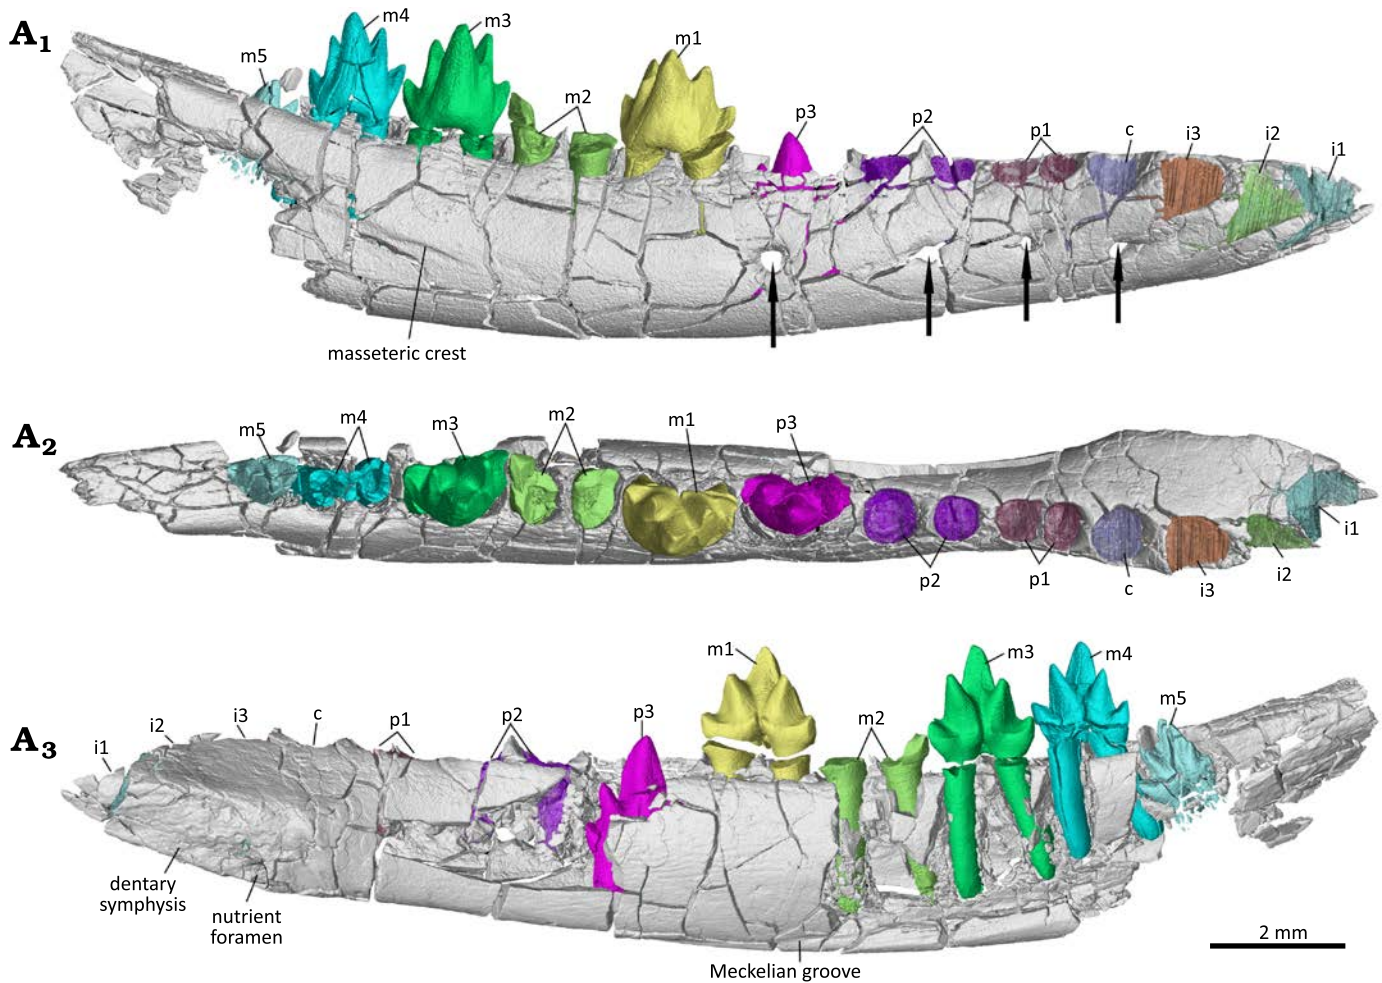 A1
m5
m4
m3
m2
m1
p3
p2
p1
c
i3
i2
i1
masseteric crest
A2
m5
m4
m3
m2
m1
p3
p2
p1
c
i3
i2
i1
A3
i1
i2
i3
c
p1
p2
p3
m1
m2
m3
m4
m5
dentary
symphysis
nutrient
foramen
Meckelian groove
2 mm